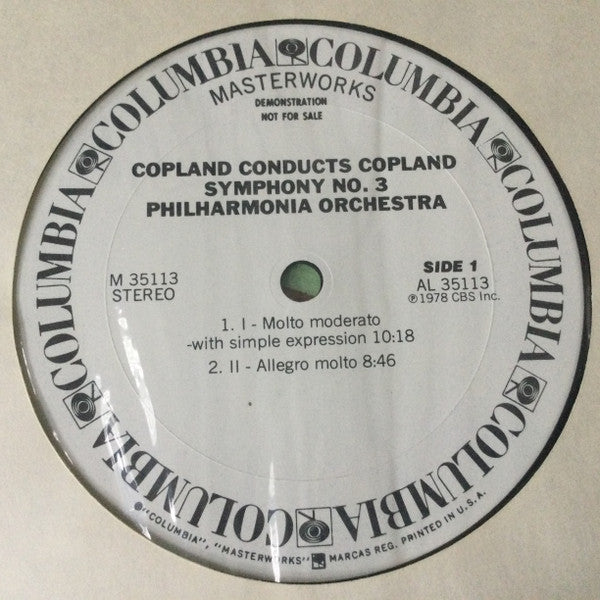 COLUMBIA COLUMBIA COLUMBIA COLUMBIA COLUMBIA COLUMBIA COLUMBIA COLUMBIA
MASTERWORKS
DEMONSTRATION
NOT FOR SALE
COPLAND CONDUCTS COPLAND
SYMPHONY NO. 3
PHILHARMONIA ORCHESTRA
M 35113
STEREO
SIDE 1
AL 35113
℗1978 CBS Inc.
1. I - Molto moderato
-with simple expression 10:18
2. II - Allegro molto 8:46
"COLUMBIA", "MASTERWORKS" MARCAS REG. PRINTED IN U.S.A.